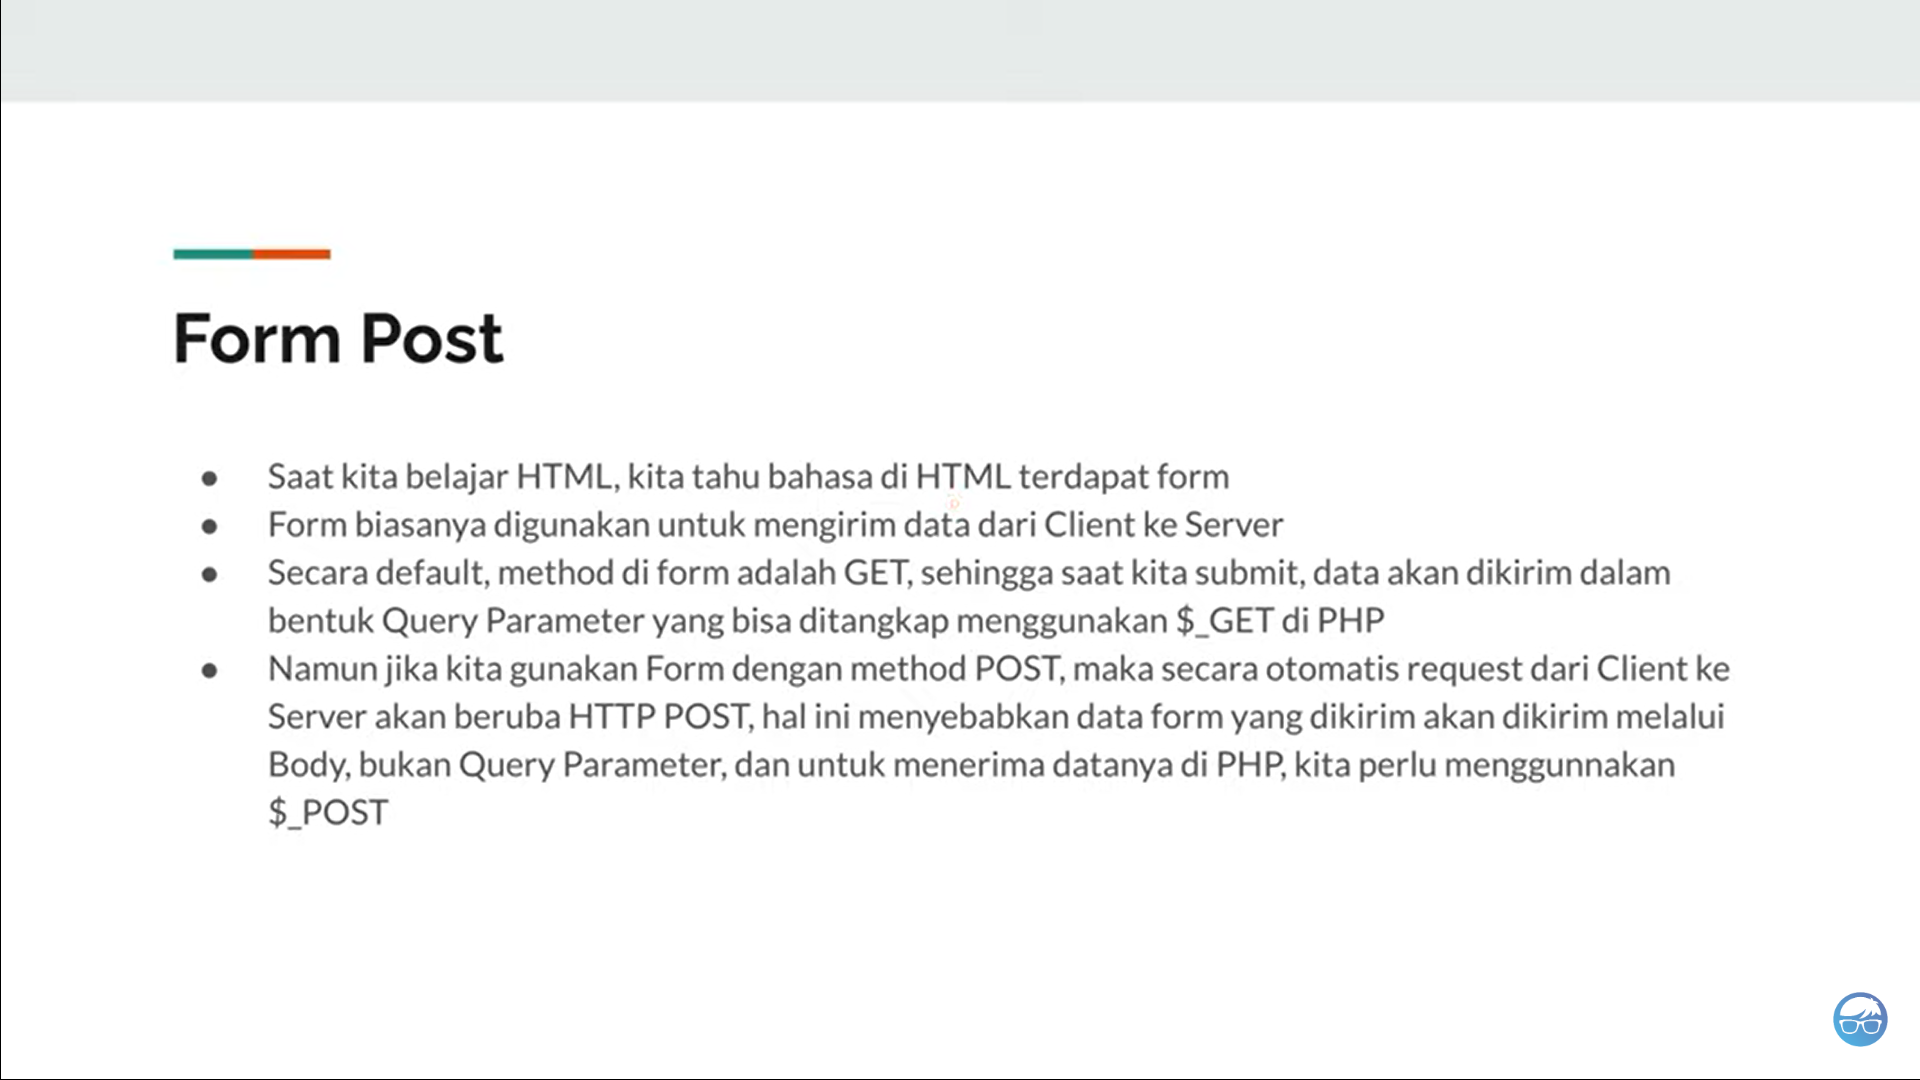 Form Post
● Saat kita belajar HTML, kita tahu bahasa di HTML terdapat form
● Form biasanya digunakan untuk mengirim data dari Client ke Server
● Secara default, method di form adalah GET, sehingga saat kita submit, data akan dikirim dalam
bentuk Query Parameter yang bisa ditangkap menggunakan $_GET di PHP
● Namun jika kita gunakan Form dengan method POST, maka secara otomatis request dari Client ke
Server akan beruba HTTP POST, hal ini menyebabkan data form yang dikirim akan dikirim melalui
Body, bukan Query Parameter, dan untuk menerima datanya di PHP, kita perlu menggunnakan
$_POST